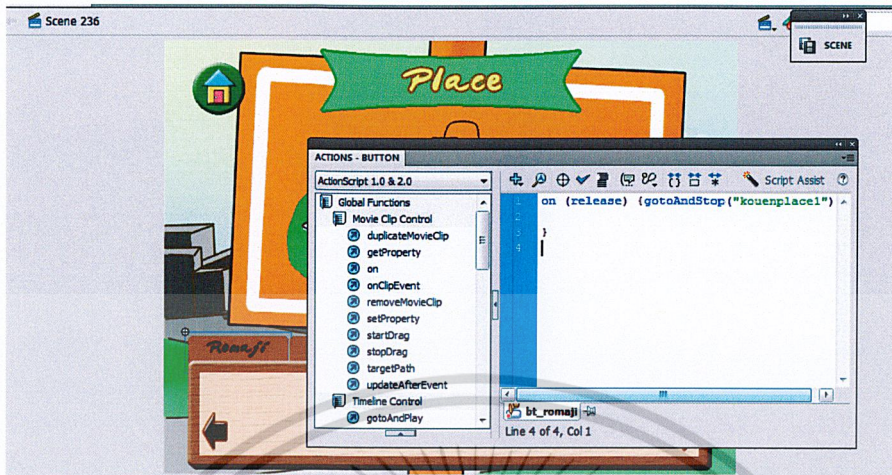 Scene 236
SCENE
Place
ACTIONS - BUTTON
ActionScript 1.0 & 2.0
Global Functions
Movie Clip Control
duplicateMovieClip
getProperty
on
onClipEvent
removeMovieClip
setProperty
startDrag
stopDrag
targetPath
updateAfterEvent
Timeline Control
gotoAndPlay
Script Assist
1 on (release) {gotoAndStop("kouenplace1")
2
3 }
4
bt_romaji
Line 4 of 4, Col 1
Romaji